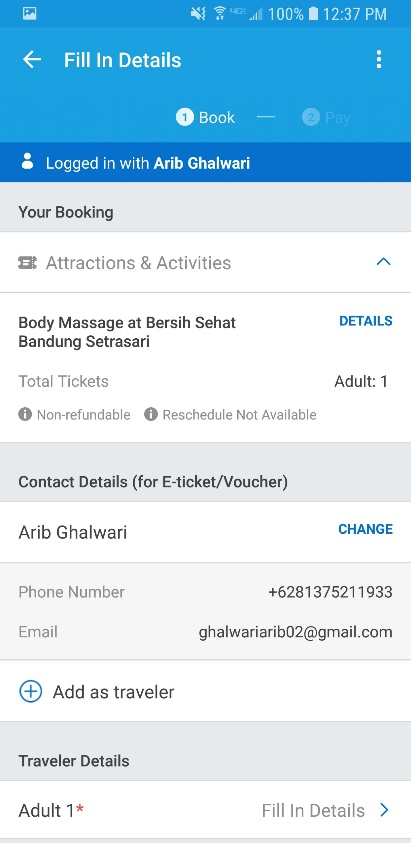 100% 12:37 PM
Fill In Details
1 Book — 2 Pay
Logged in with Arib Ghalwari
Your Booking
Attractions & Activities
Body Massage at Bersih Sehat DETAILS
Bandung Setrasari
Total Tickets Adult: 1
Non-refundable Reschedule Not Available
Contact Details (for E-ticket/Voucher)
Arib Ghalwari CHANGE
Phone Number +6281375211933
Email ghalwariarib02@gmail.com
Add as traveler
Traveler Details
Adult 1* Fill In Details